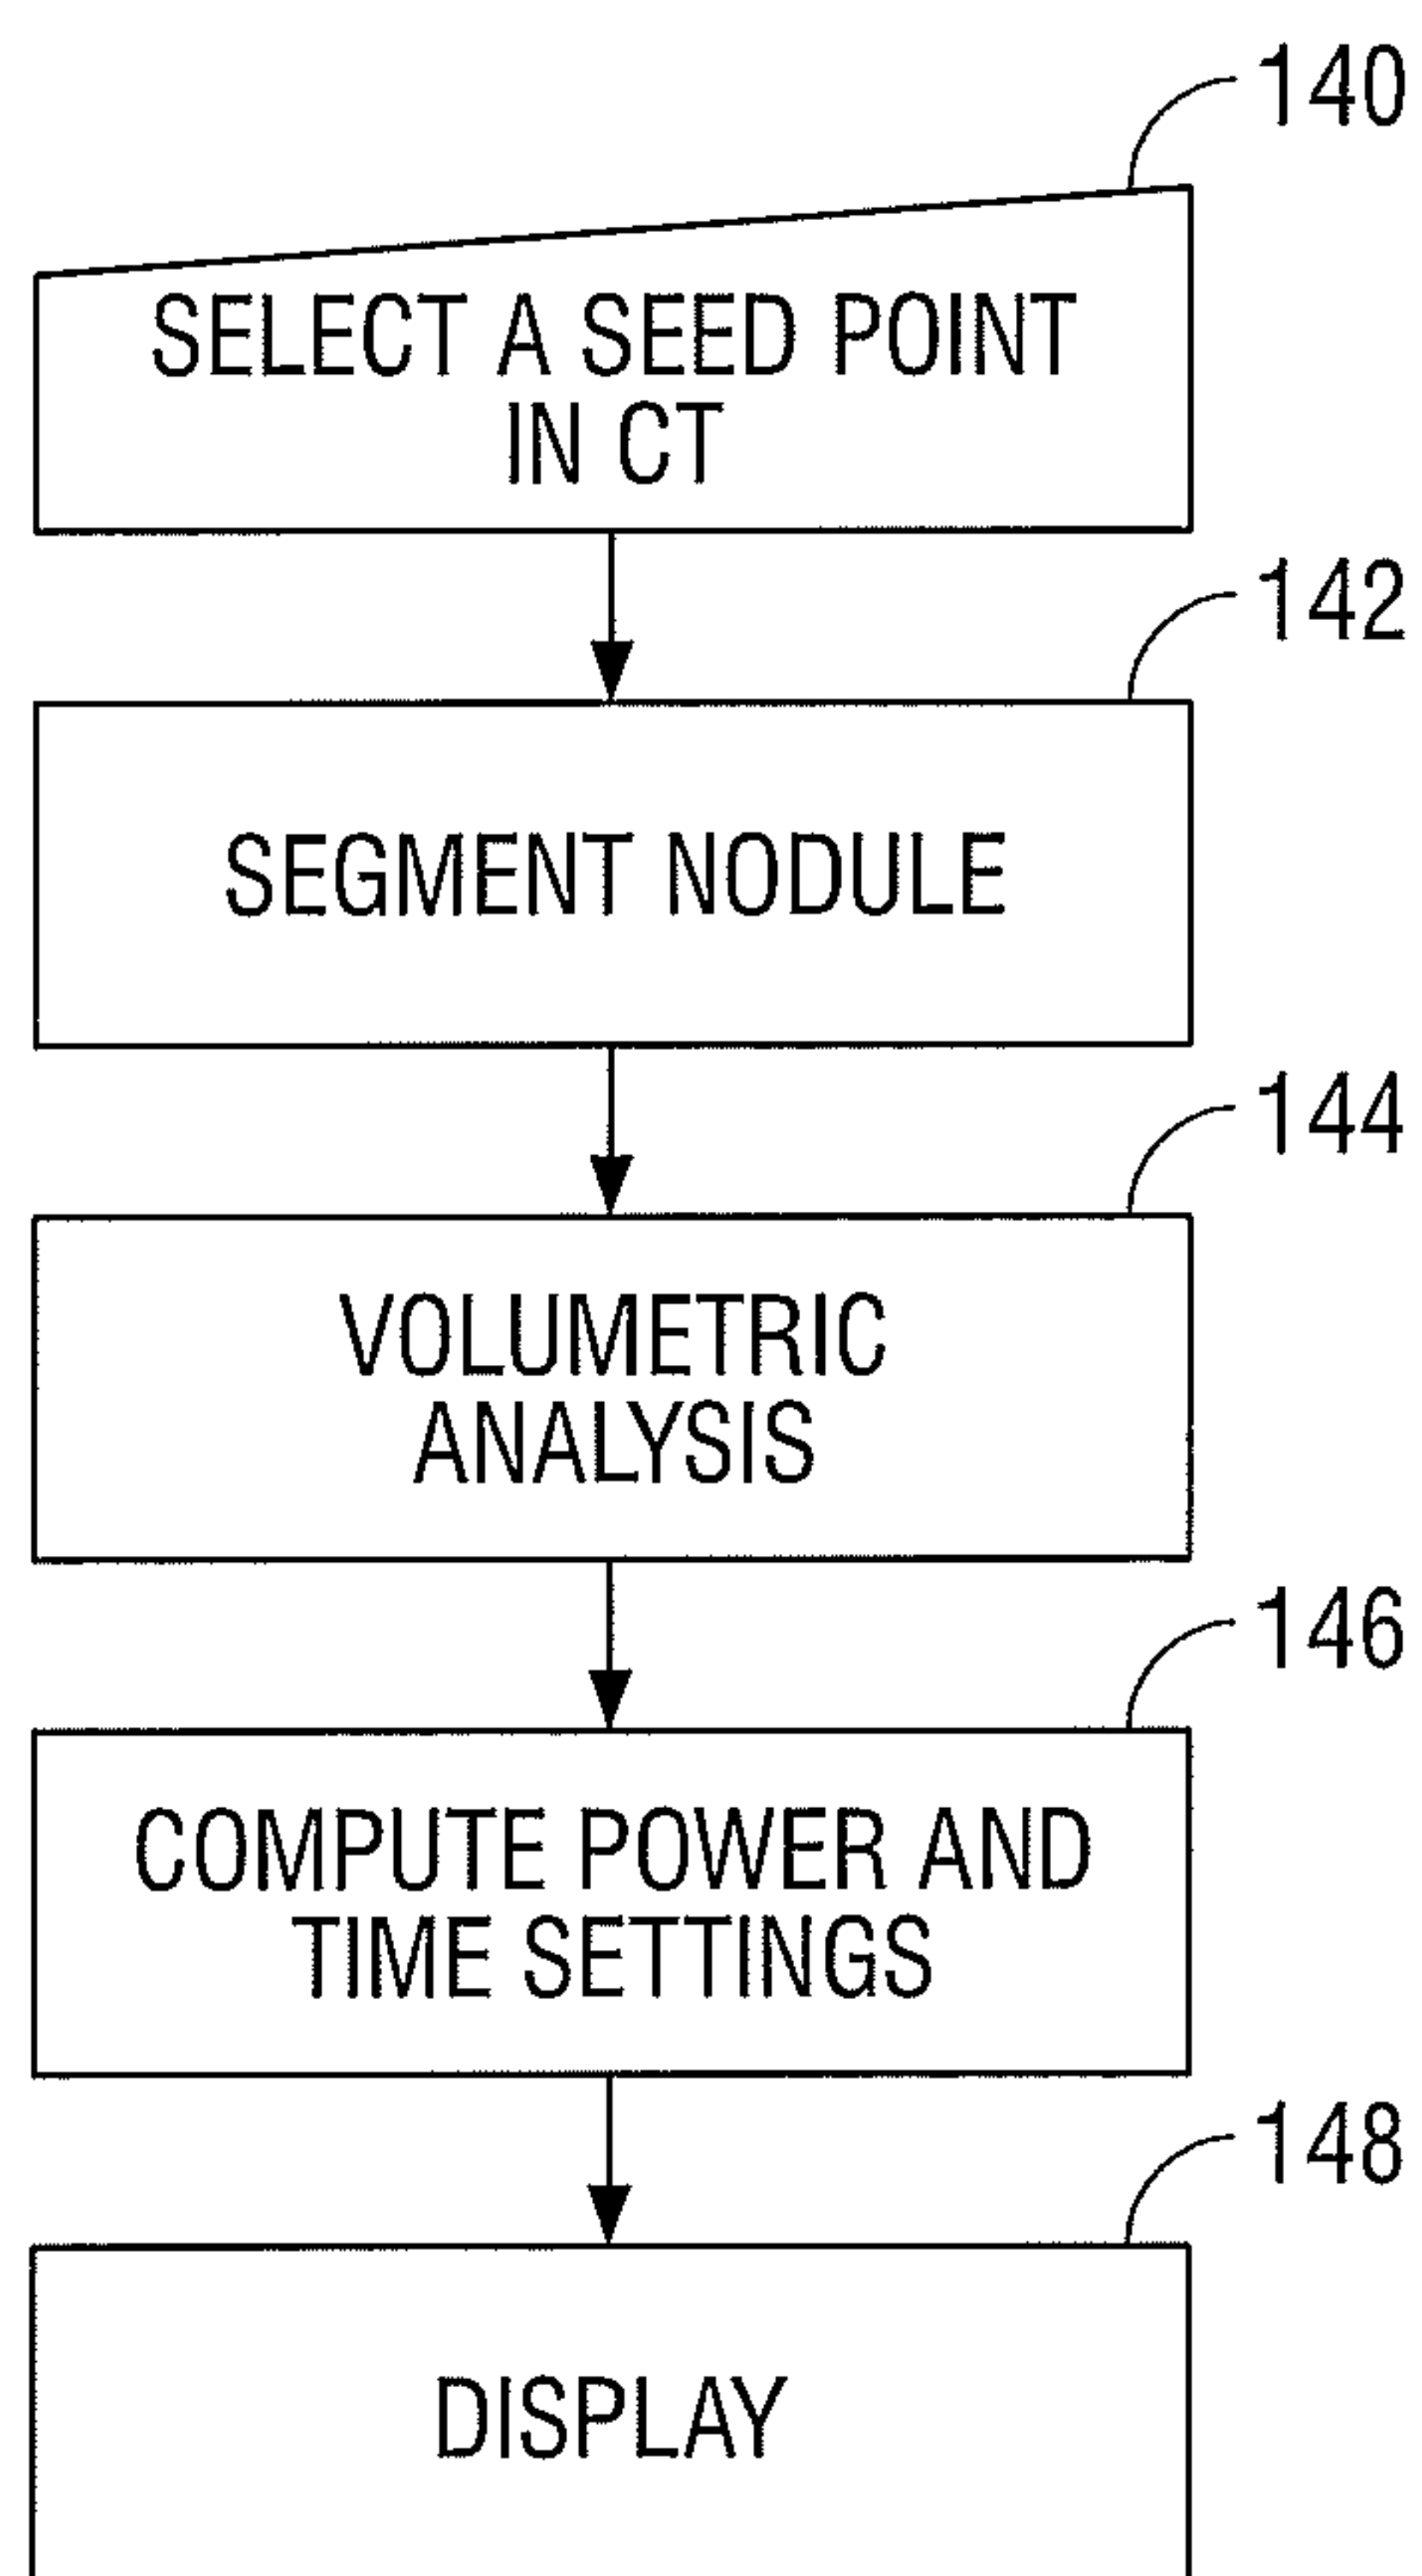 140
SELECT A SEED POINT
IN CT
142
SEGMENT NODULE
144
VOLUMETRIC
ANALYSIS
146
COMPUTE POWER AND
TIME SETTINGS
148
DISPLAY